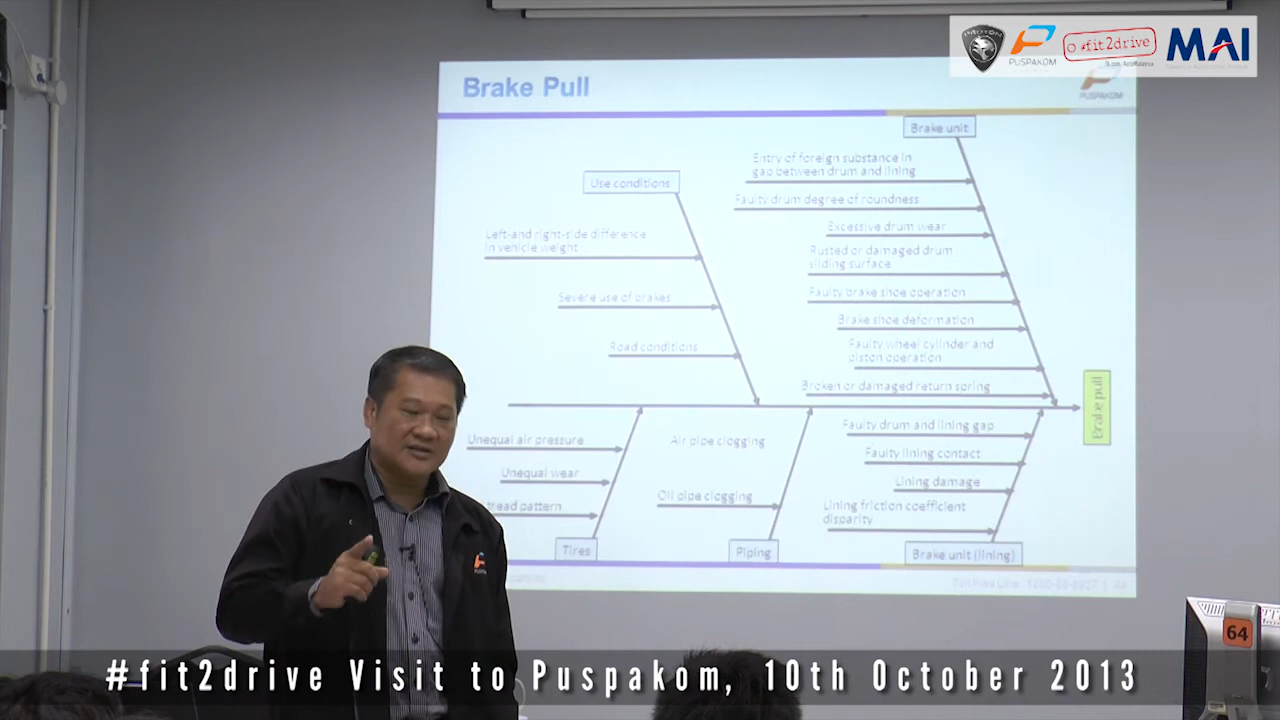 PROTON
PUSPAKOM
#fit2drive
MAI
Brake Pull
PUSPAKOM
Brake unit
Entry of foreign substance in
gap between drum and lining
Use conditions
Faulty drum degree of roundness
Excessive drum wear
Left-and right-side difference
in vehicle weight
Rusted or damaged drum
sliding surface
Severe use of brakes
Faulty brake shoe operation
Brake shoe deformation
Road conditions
Faulty wheel cylinder and
piston operation
Broken or damaged return spring
Brake pull
Unequal air pressure
Air pipe clogging
Faulty drum and lining gap
Unequal wear
Faulty lining contact
Oil pipe clogging
Lining damage
tread pattern
Lining friction coefficient
disparity
Tires
Piping
Brake unit (lining)
64
#fit2drive Visit to Puspakom, 10th October 2013